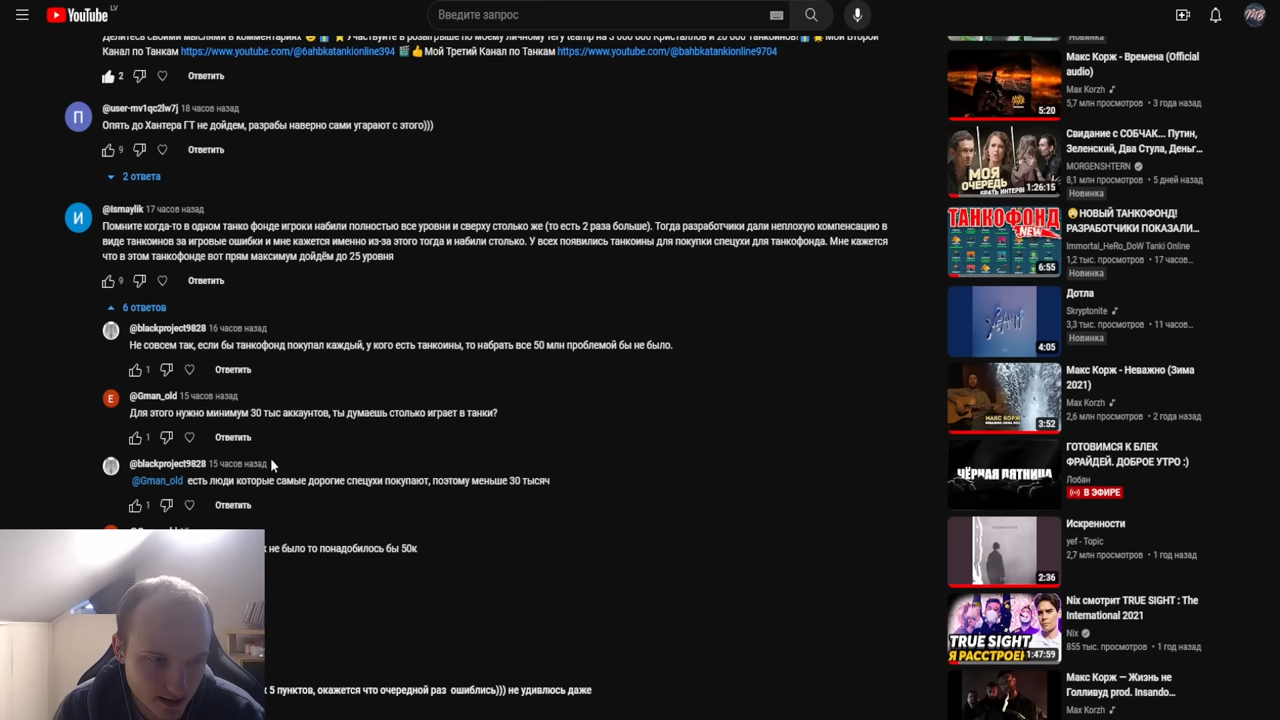 YouTube LV
Введите запрос
Делитесь своими мыслями в комментариях
Участвуйте в розыгрыше по моему личному тегу
Мой Второй
Канал по Танкам https://www.youtube.com/@6ahbkatankionline394 Мой Третий Канал по Танкам https://www.youtube.com/@bahbkatankionline9704
2 Ответить
П
@user-mv1qc2lw7j 18 часов назад
Опять до Хантера ГТ не дойдем, разрабы наверно сами угарают с этого)))
9 Ответить
2 ответа
И
@Ismaylik 17 часов назад
Помните когда-то в одном танко фонде игроки набили полностью все уровни и сверху столько же (то есть 2 раза больше). Тогда разработчики дали неплохую компенсацию в
виде танкоинов за игровые ошибки и мне кажется именно из-за этого тогда и набили столько. У всех появились танкоины для покупки спецухи для танкофонда. Мне кажется
что в этом танкофонде вот прям максимум дойдём до 25 уровня
9 Ответить
6 ответов
@blackproject9828 16 часов назад
Не совсем так, если бы танкофонд покупал каждый, у кого есть танкоины, то набрать все 50 млн проблемой бы не было.
1 Ответить
E
@Gman_old 15 часов назад
Для этого нужно минимум 30 тыс аккаунтов, ты думаешь столько играет в танки?
1 Ответить
@blackproject9828 15 часов назад
@Gman_old есть люди которые самые дорогие спецухи покупают, поэтому меньше 30 тысяч
1 Ответить
не было то понадобилось бы 50к
5 пунктов, окажется что очередной раз ошиблись))) не удивлюсь даже
Новинка
5:20
Макс Корж - Времена (Official
audio)
Max Korzh
5,7 млн просмотров • 3 года назад
МОЯ
ОЧЕРЕДЬ
БРАТЬ ИНТЕРВЬЮ
1:26:15
Свидание с СОБЧАК... Путин,
Зеленский, Два Стула, Деньг...
MORGENSHTERN
8,1 млн просмотров • 5 дней назад
Новинка
ТАНКОФОНД
NEW
6:55
НОВЫЙ ТАНКОФОНД!
РАЗРАБОТЧИКИ ПОКАЗАЛИ...
Immortal_HeRo_DoW Tanki Online
1,2 тыс. просмотров • 17 часов...
Новинка
4:05
Дотла
Skryptonite
3,3 тыс. просмотров • 11 часов...
Новинка
3:52
Макс Корж - Неважно (Зима
2021)
Max Korzh
2,6 млн просмотров • 2 года назад
ЧЁРНАЯ ПЯТНИЦА
ГОТОВИМСЯ К БЛЕК
ФРАЙДЕЙ. ДОБРОЕ УТРО :)
Лобан
В ЭФИРЕ
2:36
Искренности
yef - Topic
2,7 млн просмотров • 1 год назад
TRUE SIGHT
Я РАССТРОЕН
1:47:59
Nix смотрит TRUE SIGHT : The
International 2021
Nix
855 тыс. просмотров • 1 год назад
Макс Корж — Жизнь не
Голливуд prod. Insando...
Max Korzh